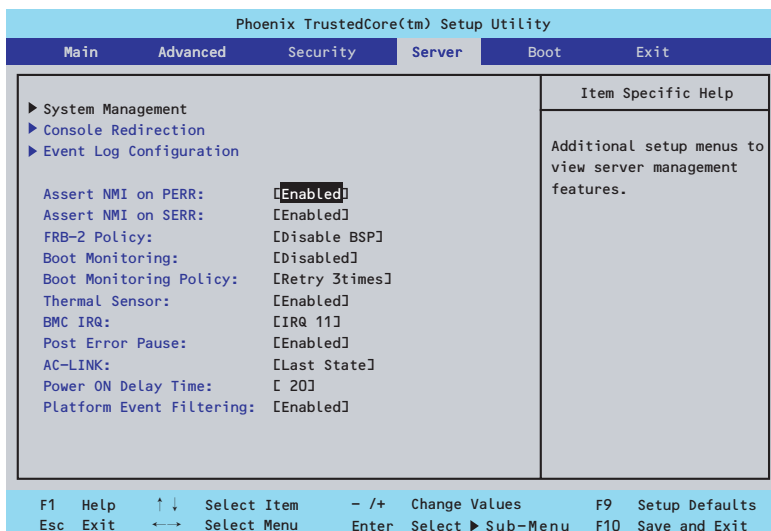 Phoenix TrustedCore(tm) Setup Utility
Main Advanced Security Server Boot Exit
▶ System Management
▶ Console Redirection
▶ Event Log Configuration
Assert NMI on PERR: [Enabled]
Assert NMI on SERR: [Enabled]
FRB-2 Policy: [Disable BSP]
Boot Monitoring: [Disabled]
Boot Monitoring Policy: [Retry 3times]
Thermal Sensor: [Enabled]
BMC IRQ: [IRQ 11]
Post Error Pause: [Enabled]
AC-LINK: [Last State]
Power ON Delay Time: [ 20]
Platform Event Filtering: [Enabled]
Item Specific Help
Additional setup menus to
view server management
features.
F1 Help ↑↓ Select Item - /+ Change Values F9 Setup Defaults
Esc Exit ←→ Select Menu Enter Select ▶ Sub-Menu F10 Save and Exit